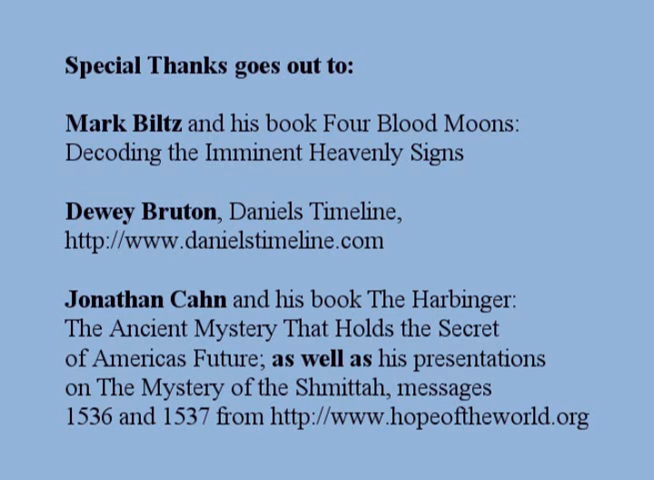 Special Thanks goes out to:
Mark Biltz and his book Four Blood Moons:
Decoding the Imminent Heavenly Signs
Dewey Bruton, Daniels Timeline,
http://www.danielstimeline.com
Jonathan Cahn and his book The Harbinger:
The Ancient Mystery That Holds the Secret
of Americas Future; as well as his presentations
on The Mystery of the Shmittah, messages
1536 and 1537 from http://www.hopeoftheworld.org